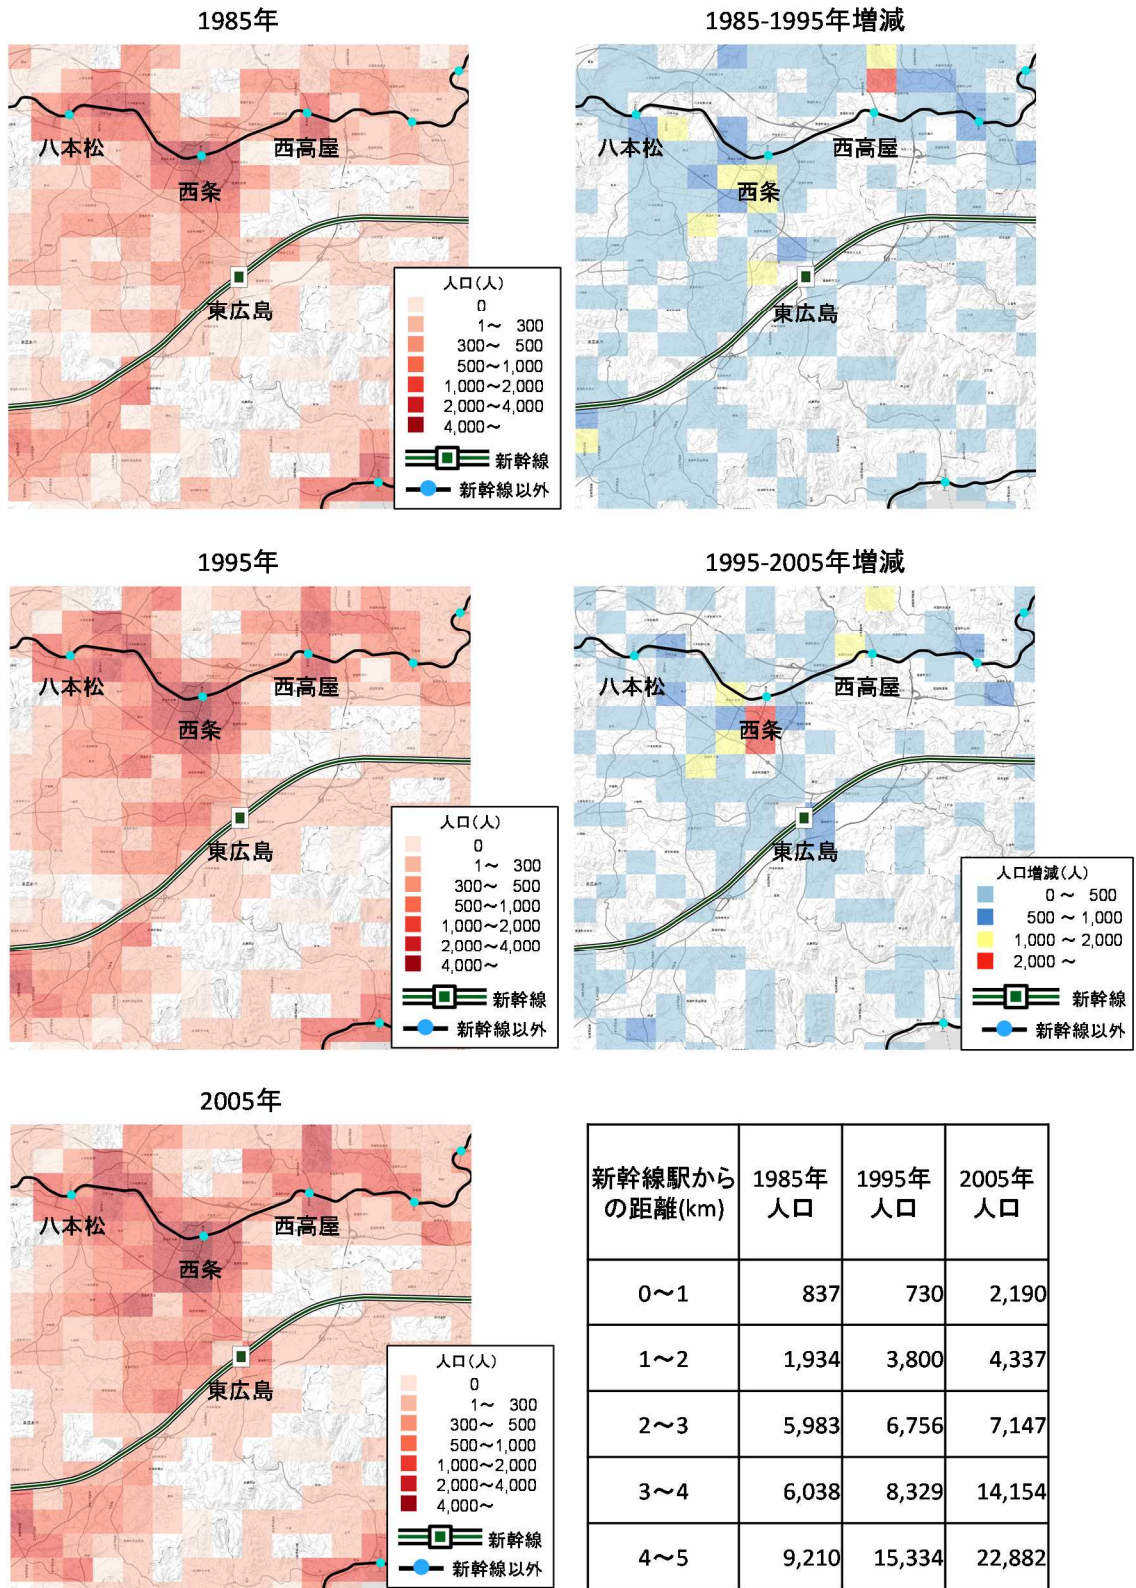 1985年
八本松
西高屋
西条
東広島
人口(人)
0
1～ 300
300～ 500
500～1,000
1,000～2,000
2,000～4,000
4,000～
新幹線
新幹線以外
1985-1995年増減
八本松
西高屋
西条
東広島
1995年
八本松
西高屋
西条
東広島
人口(人)
0
1～ 300
300～ 500
500～1,000
1,000～2,000
2,000～4,000
4,000～
新幹線
新幹線以外
1995-2005年増減
八本松
西高屋
西条
東広島
人口増減(人)
0～ 500
500～1,000
1,000～2,000
2,000～
新幹線
新幹線以外
2005年
八本松
西高屋
西条
東広島
人口(人)
0
1～ 300
300～ 500
500～1,000
1,000～2,000
2,000～4,000
4,000～
新幹線
新幹線以外
新幹線駅から 1985年 1995年 2005年
の距離(km) 人口 人口 人口
0～1 837 730 2,190
1～2 1,934 3,800 4,337
2～3 5,983 6,756 7,147
3～4 6,038 8,329 14,154
4～5 9,210 15,334 22,882